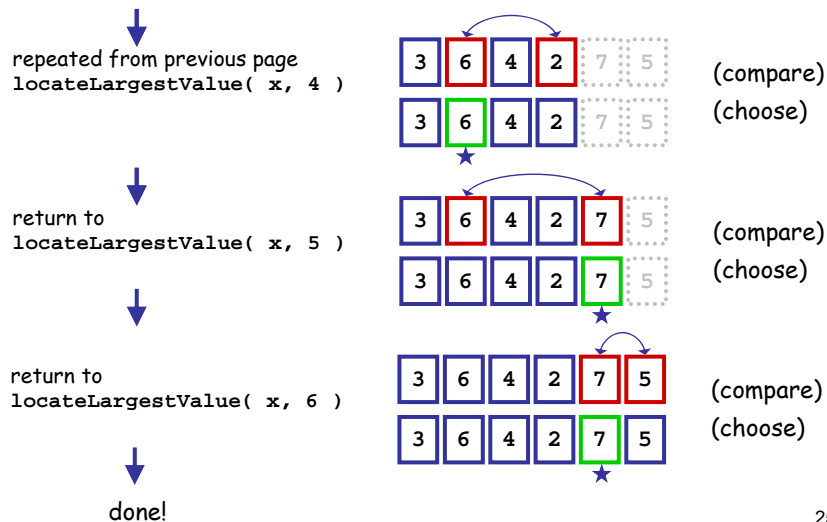 repeated from previous page
locateLargestValue( x, 4 )
3 6 4 2 7 5
(compare)
3 6 4 2 7 5
(choose)
return to
locateLargestValue( x, 5 )
3 6 4 2 7 5
(compare)
3 6 4 2 7 5
(choose)
return to
locateLargestValue( x, 6 )
3 6 4 2 7 5
(compare)
3 6 4 2 7 5
(choose)
done!